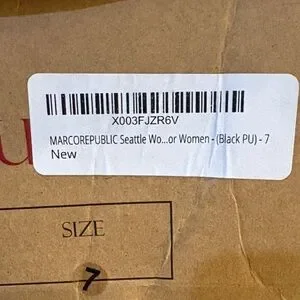 X003FJZR6V
MARCOREPUBLIC Seattle Wo...or Women - (Black PU) - 7
New
SIZE
7